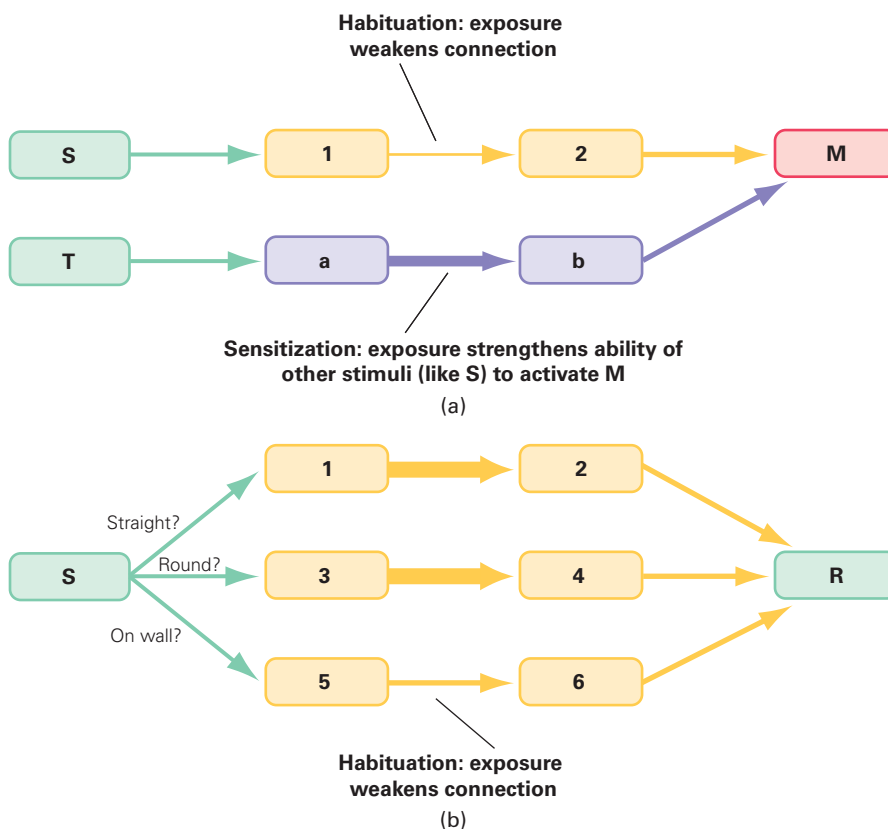 Habituation: exposure
weakens connection
S
1
2
M
T
a
b
Sensitization: exposure strengthens ability of
other stimuli (like S) to activate M
(a)
1
2
Straight?
S
Round?
3
4
R
On wall?
5
6
Habituation: exposure
weakens connection
(b)